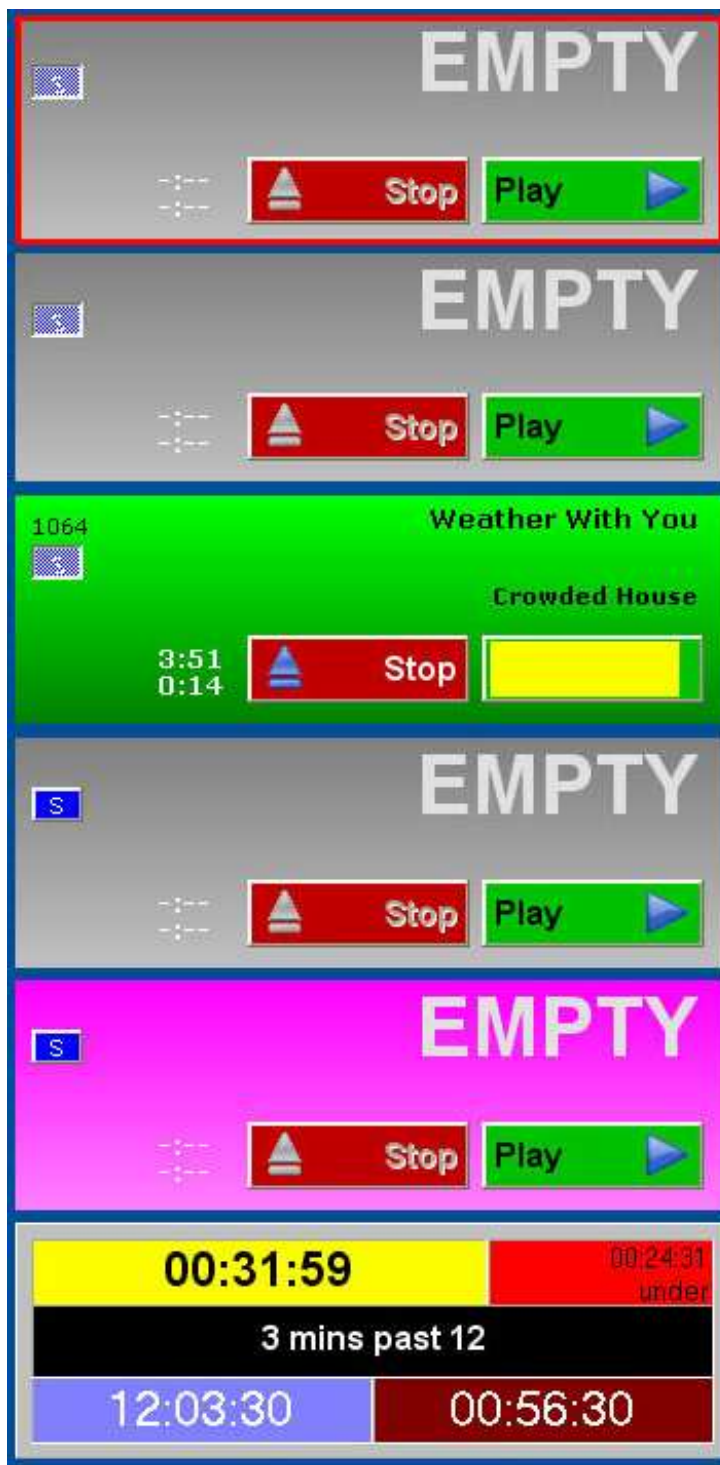 EMPTY
S
-:--
-:--
Stop
Play
EMPTY
S
-:--
-:--
Stop
Play
1064
Weather With You
S
Crowded House
3:51
0:14
Stop
EMPTY
S
-:--
-:--
Stop
Play
EMPTY
S
-:--
-:--
Stop
Play
00:31:59
00:24:31
under
3 mins past 12
12:03:30
00:56:30